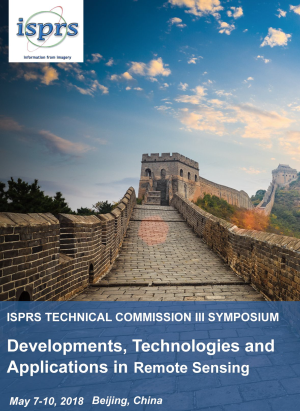 isprs
information from imagery
ISPRS TECHNICAL COMMISSION III SYMPOSIUM
Developments, Technologies and
Applications in Remote Sensing
May 7-10, 2018 Beijing, China